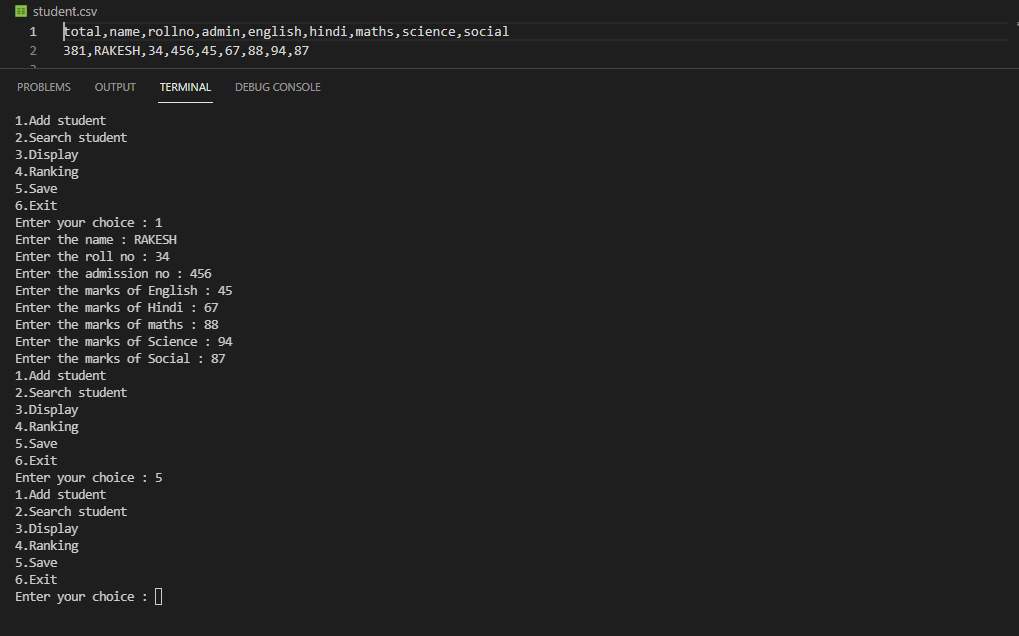 student.csv
1 total,name,rollno,admin,english,hindi,maths,science,social
2 381,RAKESH,34,456,45,67,88,94,87
PROBLEMS OUTPUT TERMINAL DEBUG CONSOLE
1.Add student
2.Search student
3.Display
4.Ranking
5.Save
6.Exit
Enter your choice : 1
Enter the name : RAKESH
Enter the roll no : 34
Enter the admission no : 456
Enter the marks of English : 45
Enter the marks of Hindi : 67
Enter the marks of maths : 88
Enter the marks of Science : 94
Enter the marks of Social : 87
1.Add student
2.Search student
3.Display
4.Ranking
5.Save
6.Exit
Enter your choice : 5
1.Add student
2.Search student
3.Display
4.Ranking
5.Save
6.Exit
Enter your choice :